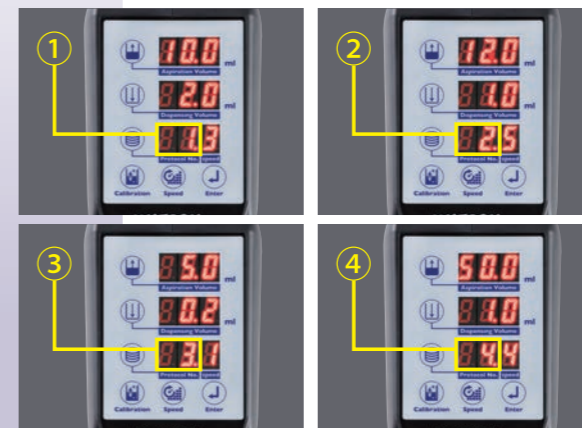 1
10.0 ml
Aspiration Volume
2.0 ml
Dispensing Volume
1.3
Protocol No. Speed
Calibration Speed Enter
2
12.0 ml
Aspiration Volume
1.0 ml
Dispensing Volume
2.5
Protocol No. Speed
Calibration Speed Enter
3
5.0 ml
Aspiration Volume
0.2 ml
Dispensing Volume
3.1
Protocol No. Speed
Calibration Speed Enter
4
50.0 ml
Aspiration Volume
1.0 ml
Dispensing Volume
4.4
Protocol No. Speed
Calibration Speed Enter